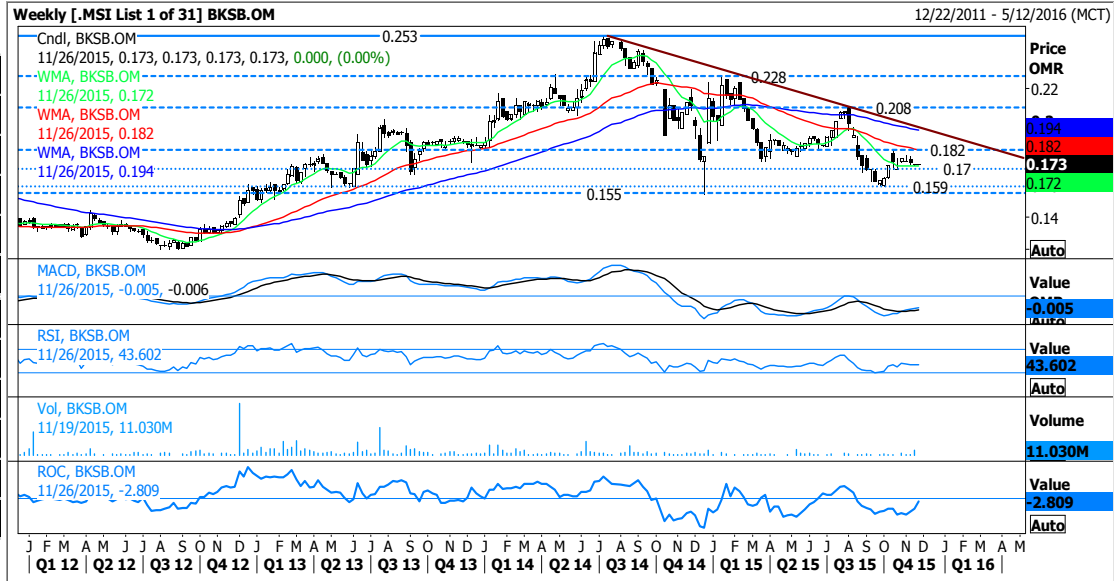 Weekly [.MSI List 1 of 31] BKSB.OM
12/22/2011 - 5/12/2016 (MCT)
Cndl, BKSB.OM
11/26/2015, 0.173, 0.173, 0.173, 0.173, 0.000, (0.00%)
WMA, BKSB.OM
11/26/2015, 0.172
WMA, BKSB.OM
11/26/2015, 0.182
WMA, BKSB.OM
11/26/2015, 0.194
0.253
0.228
0.208
0.182
0.17
0.159
0.155
Price
OMR
0.22
0.194
0.182
0.173
0.172
0.14
Auto
MACD, BKSB.OM
11/26/2015, -0.005, -0.006
Value
-0.005
RSI, BKSB.OM
11/26/2015, 43.602
Value
43.602
Auto
Vol, BKSB.OM
11/19/2015, 11.030M
Volume
11.030M
ROC, BKSB.OM
11/26/2015, -2.809
Value
-2.809
Auto
J F M A M J J A S O N D J F M A M J J A S O N D J F M A M J J A S O N D J F M A M J J A S O N D J F M A M
Q1 12 | Q2 12 | Q3 12 | Q4 12 | Q1 13 | Q2 13 | Q3 13 | Q4 13 | Q1 14 | Q2 14 | Q3 14 | Q4 14 | Q1 15 | Q2 15 | Q3 15 | Q4 15 | Q1 16 |